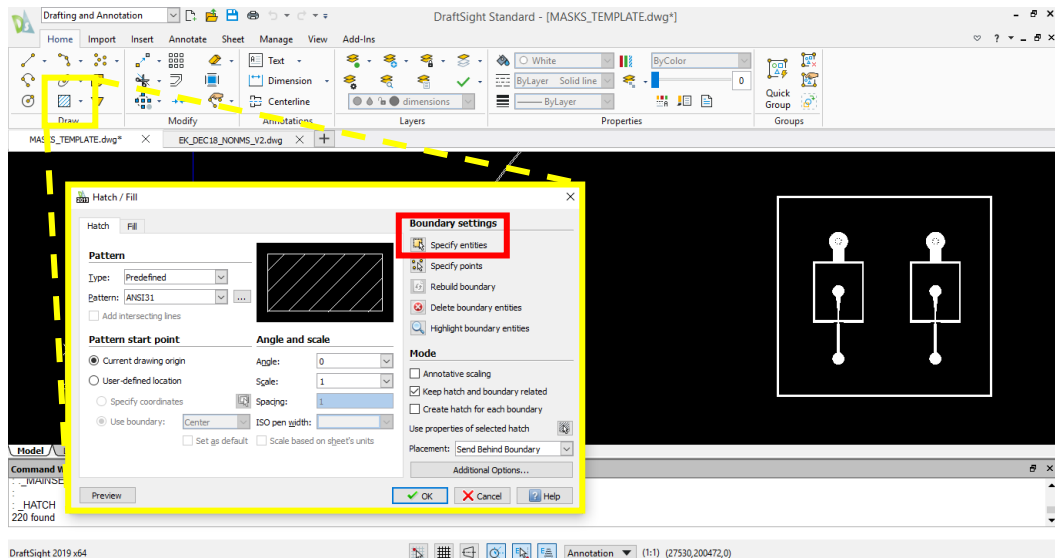 Drafting and Annotation
DraftSight Standard - [MASKS_TEMPLATE.dwg*]
Home Import Insert Annotate Sheet Manage View Add-Ins
Text
White
ByColor
Dimension
ByLayer Solid line
0
Centerline
dimensions
ByLayer
Quick
Group
Draw Modify Annotations Layers Properties Groups
MASKS_TEMPLATE.dwg* EK_DEC18_NONMS_V2.dwg
Hatch / Fill
Hatch Fill
Boundary settings
Specify entities
Pattern
Specify points
Type: Predefined
Rebuild boundary
Pattern: ANSI31 ...
Delete boundary entities
Add intersecting lines
Highlight boundary entities
Pattern start point Angle and scale
Mode
Current drawing origin Angle: 0
Annotative scaling
User-defined location Scale: 1
Keep hatch and boundary related
Specify coordinates Spacing: 1
Create hatch for each boundary
Use boundary: Center ISO pen width:
Use properties of selected hatch
Set as default Scale based on sheet's units
Placement: Send Behind Boundary
Additional Options...
Preview OK Cancel Help
Model
Command W
: ._MAINSE
:
: _HATCH
220 found
DraftSight 2019 x64 Annotation (1:1) (27530,200472,0)